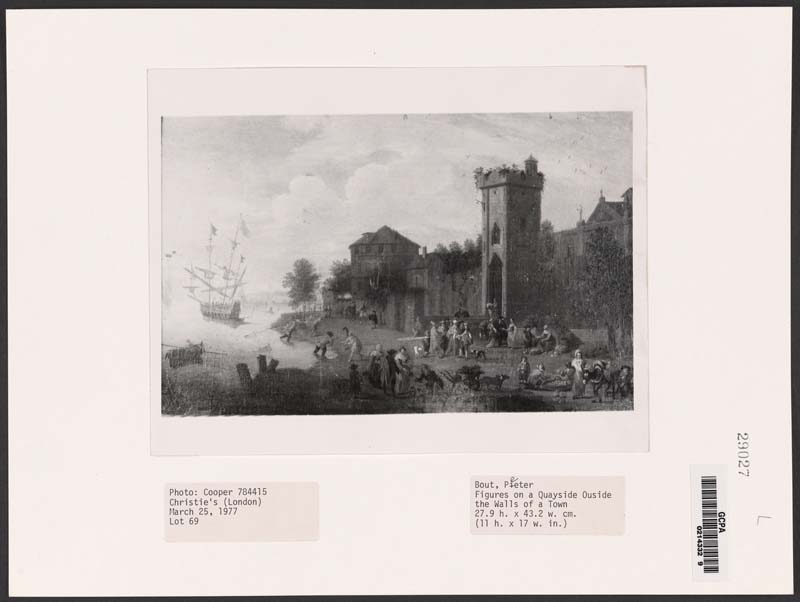 Photo: Cooper 784415
Christie's (London)
March 25, 1977
Lot 69
Bout, Pieter
Figures on a Quayside Ouside
the Walls of a Town
27.9 h. x 43.2 w. cm.
(11 h. x 17 w. in.)
29027
GCPA
0214332 9
L